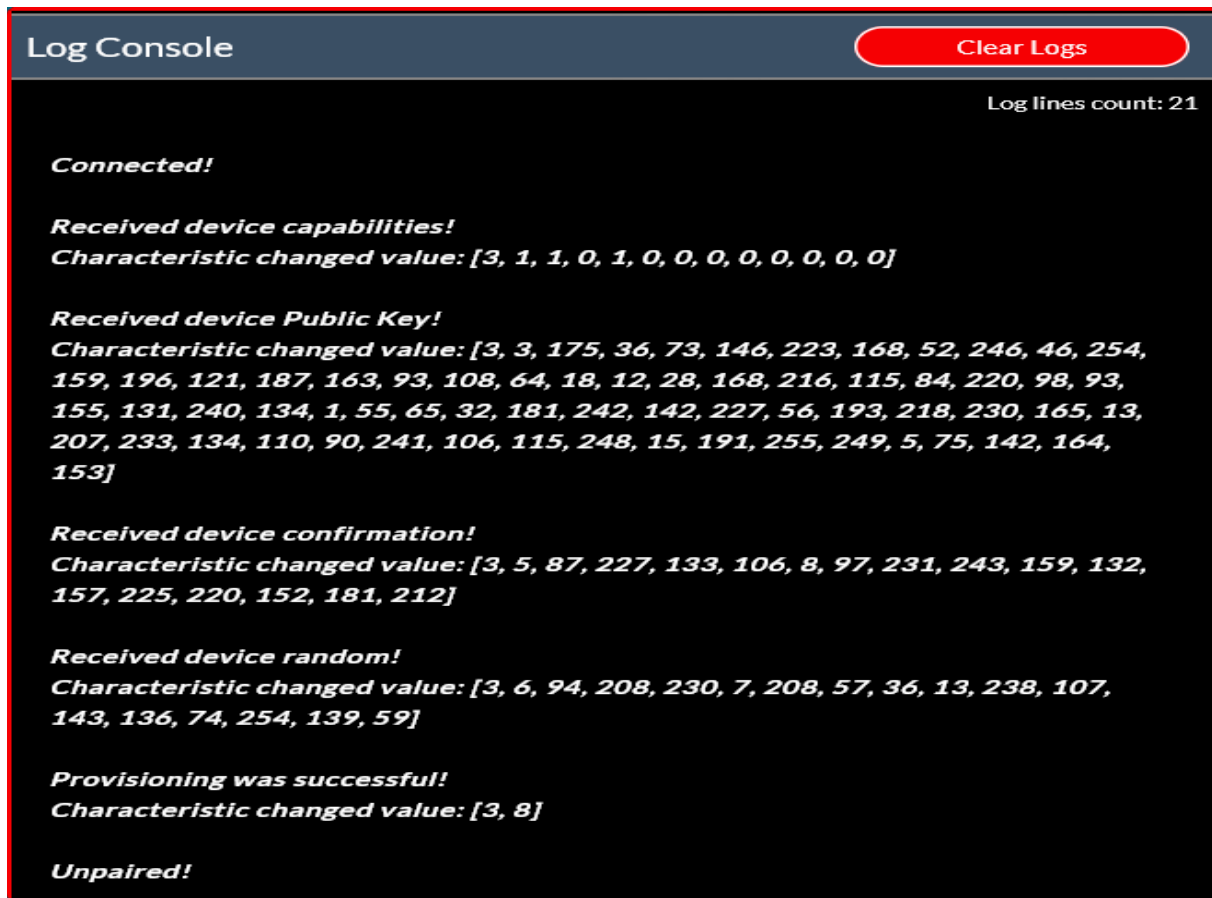 Log Console
Clear Logs
Log lines count: 21
Connected!
Received device capabilities!
Characteristic changed value: [3, 1, 1, 0, 1, 0, 0, 0, 0, 0, 0, 0, 0]
Received device Public Key!
Characteristic changed value: [3, 3, 175, 36, 73, 146, 223, 168, 52, 246, 46, 254,
159, 196, 121, 187, 163, 93, 108, 64, 18, 12, 28, 168, 216, 115, 84, 220, 98, 93,
155, 131, 240, 134, 1, 55, 65, 32, 181, 242, 142, 227, 56, 193, 218, 230, 165, 13,
207, 233, 134, 110, 90, 241, 106, 115, 248, 15, 191, 255, 249, 5, 75, 142, 164,
153]
Received device confirmation!
Characteristic changed value: [3, 5, 87, 227, 133, 106, 8, 97, 231, 243, 159, 132,
157, 225, 220, 152, 181, 212]
Received device random!
Characteristic changed value: [3, 6, 94, 208, 230, 7, 208, 57, 36, 13, 238, 107,
143, 136, 74, 254, 139, 59]
Provisioning was successful!
Characteristic changed value: [3, 8]
Unpaired!